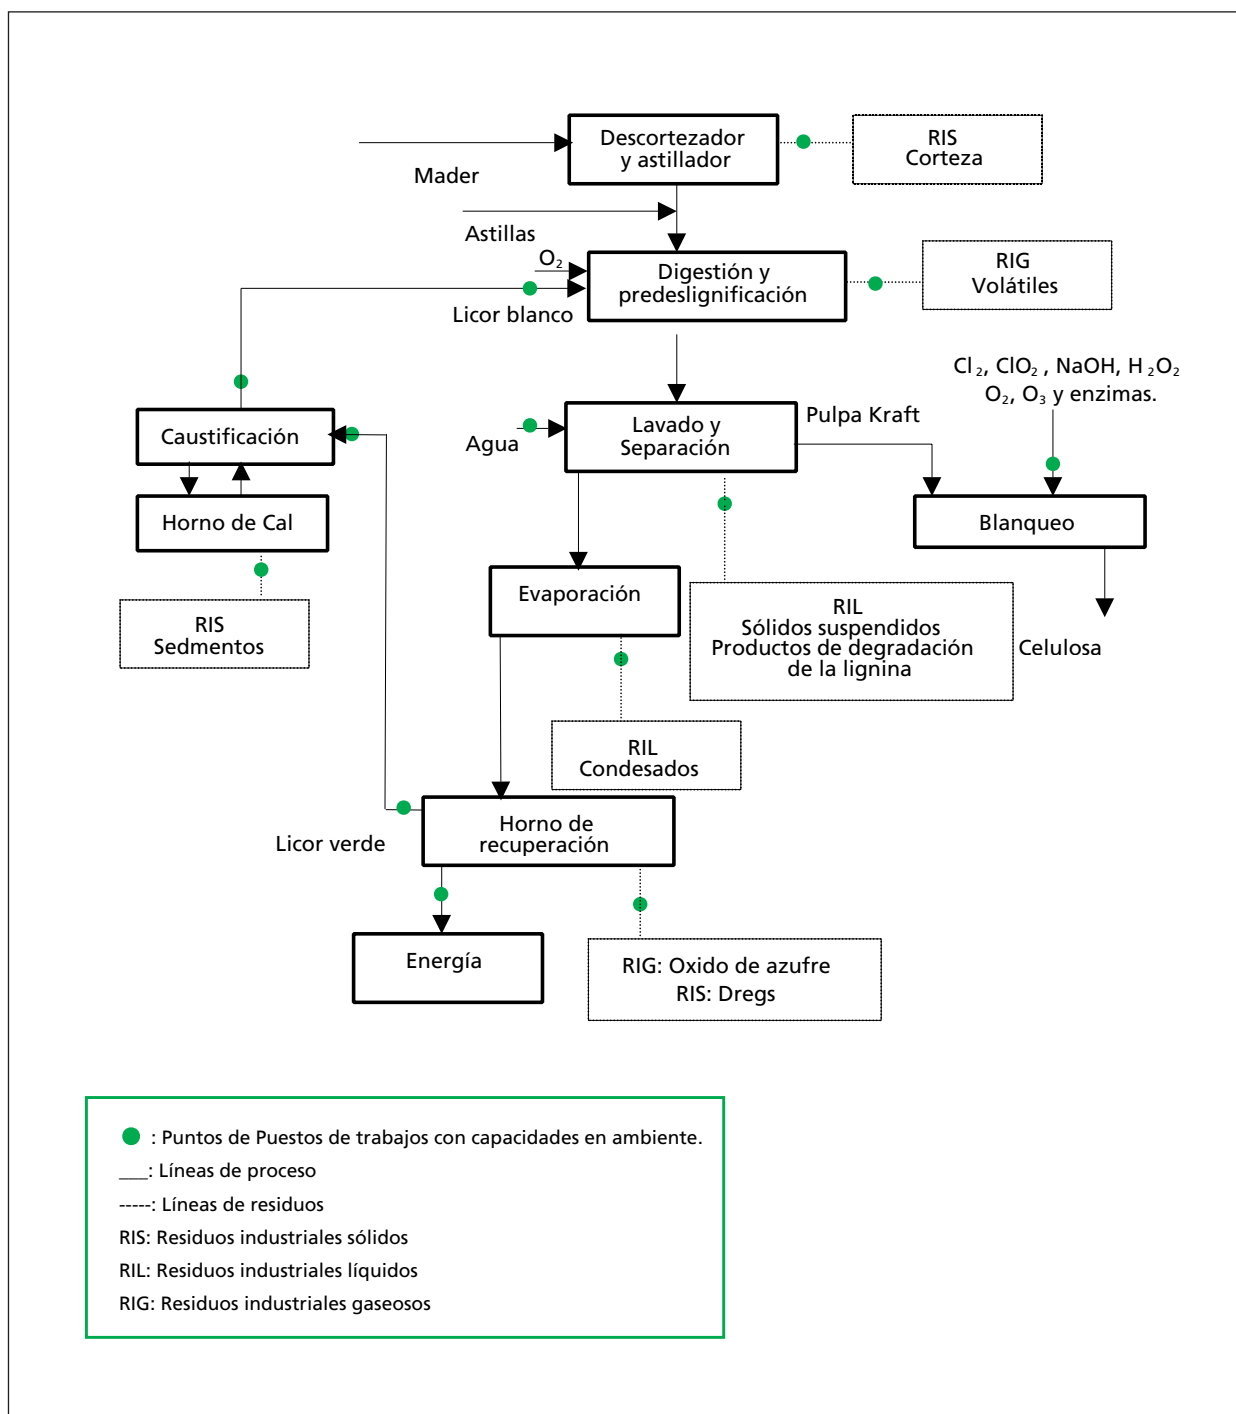 Descortezador
y astillador
RIS
Corteza
Mader
Astillas
O₂
Digestión y
predeslignificación
RIG
Volátiles
Licor blanco
Cl₂, ClO₂ , NaOH, H₂O₂
O₂, O₃ y enzimas.
Caustificación
Agua
Lavado y
Separación
Pulpa Kraft
Horno de Cal
Blanqueo
Evaporación
RIS
Sedmentos
RIL
Sólidos suspendidos
Productos de degradación
de la lignina
Celulosa
RIL
Condesados
Licor verde
Horno de
recuperación
Energía
RIG: Oxido de azufre
RIS: Dregs
: Puntos de Puestos de trabajos con capacidades en ambiente.
___: Líneas de proceso
-----: Líneas de residuos
RIS: Residuos industriales sólidos
RIL: Residuos industriales líquidos
RIG: Residuos industriales gaseosos